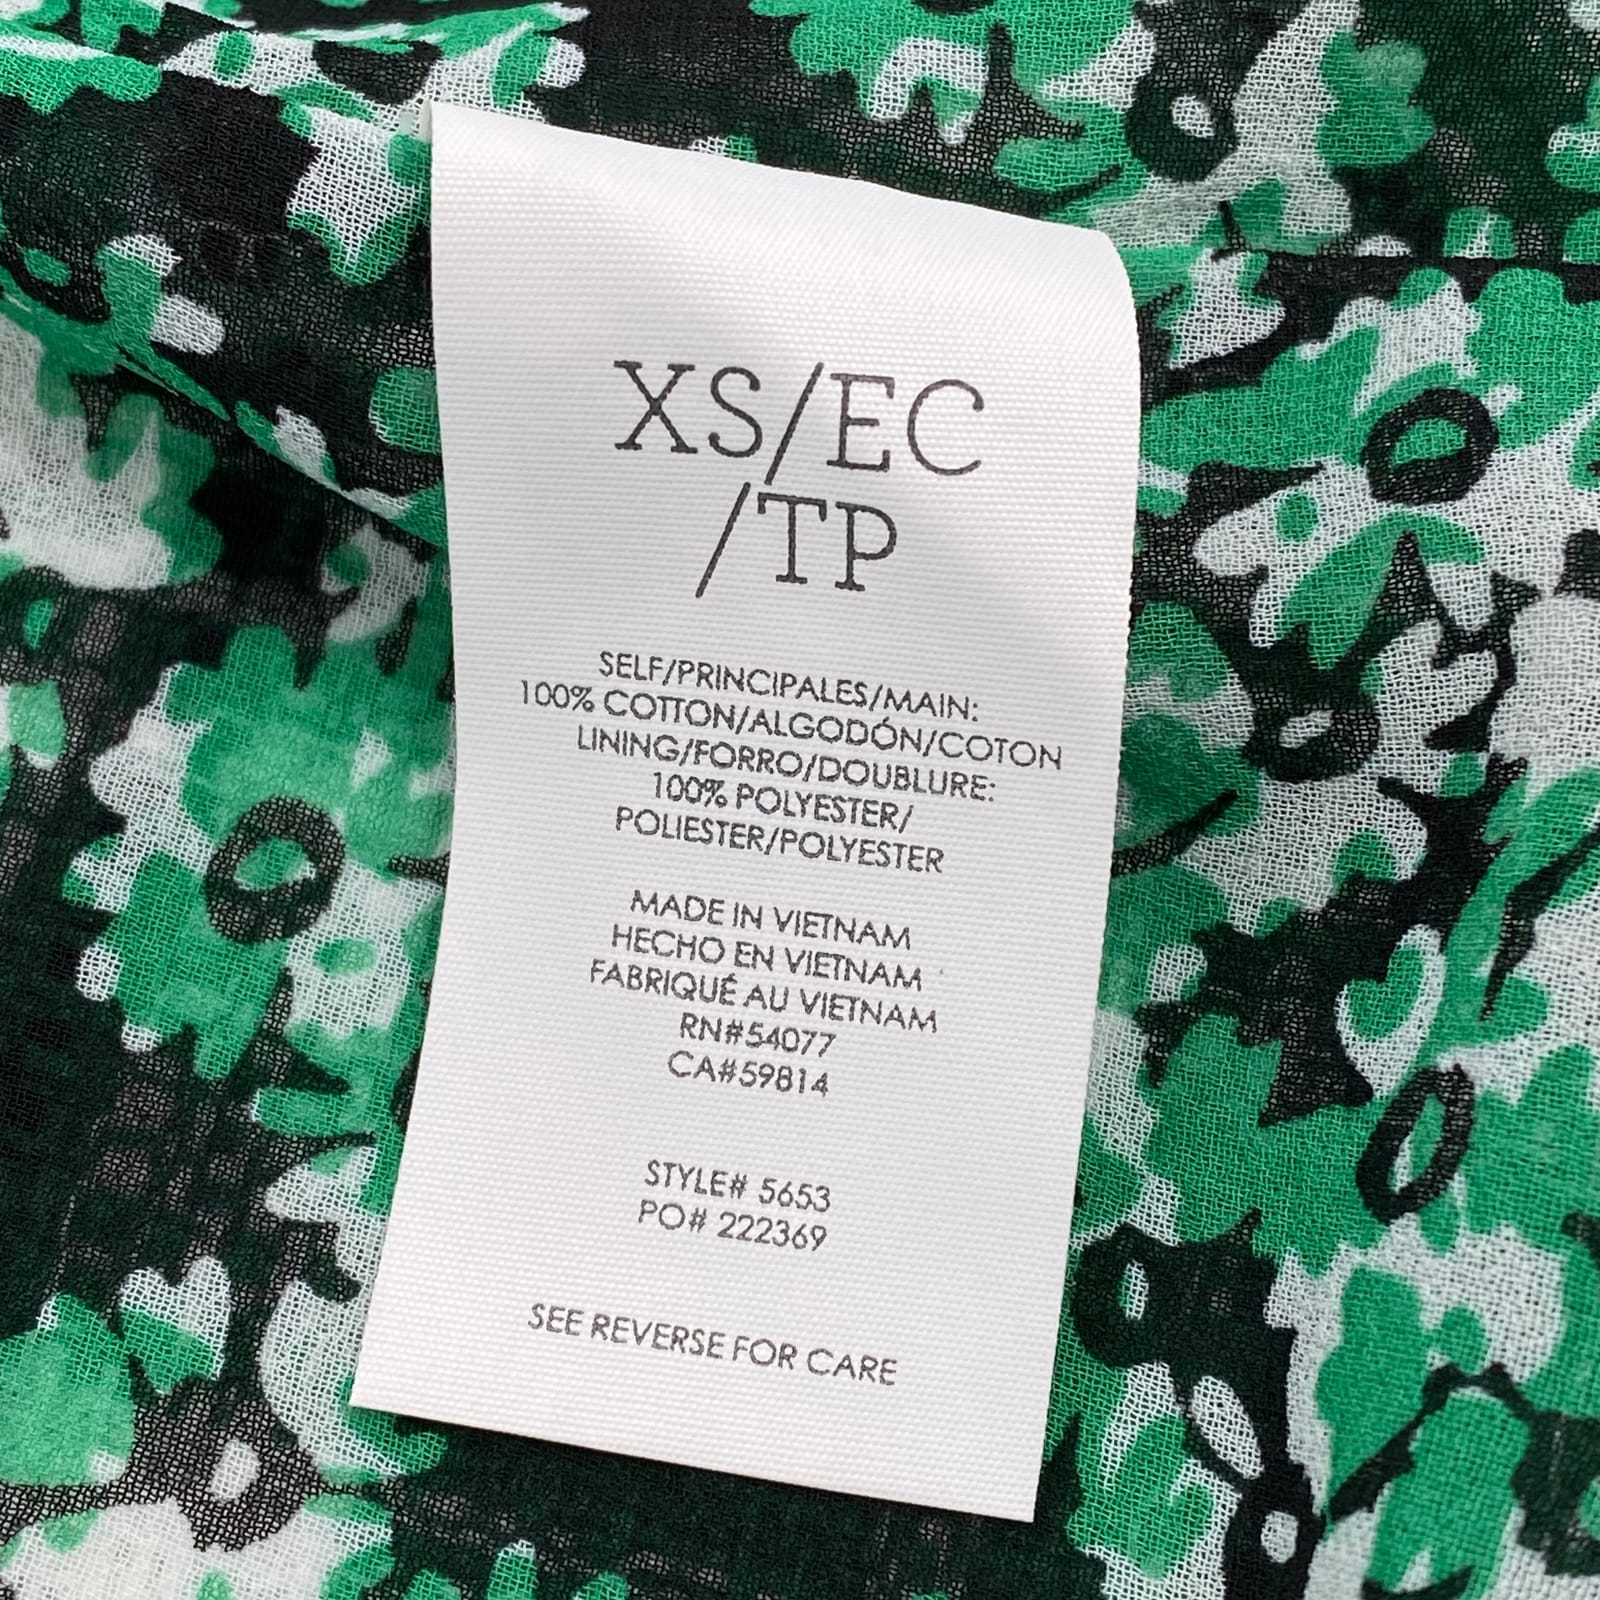 XS/EC
/TP
SELF/PRINCIPALES/MAIN:
100% COTTON/ALGODÓN/COTON
LINING/FORRO/DOUBLURE:
100% POLYESTER/
POLIESTER/POLYESTER
MADE IN VIETNAM
HECHO EN VIETNAM
FABRIQUÉ AU VIETNAM
RN#54077
CA#59814
STYLE# 5653
PO# 222369
SEE REVERSE FOR CARE